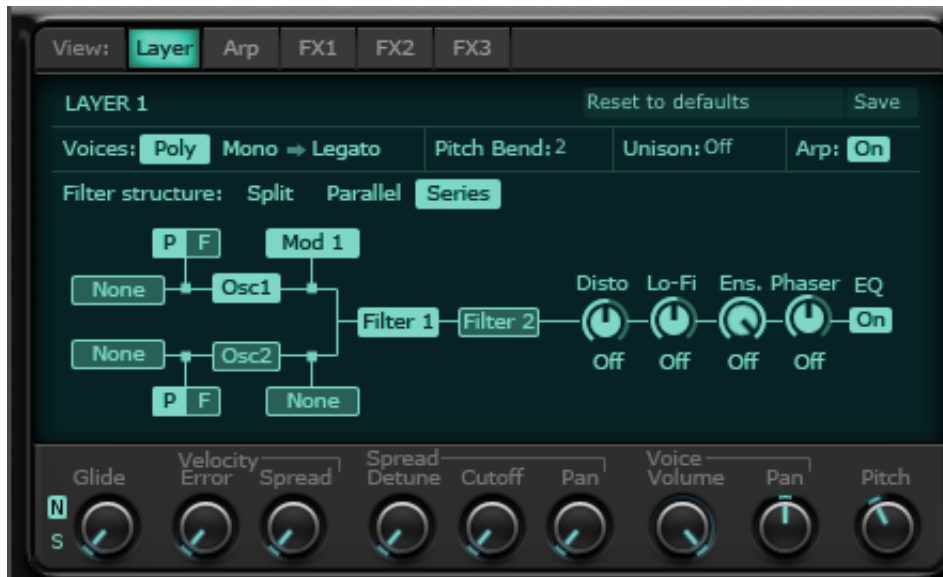 View: Layer Arp FX1 FX2 FX3
LAYER 1 Reset to defaults Save
Voices: Poly Mono ➡ Legato Pitch Bend: 2 Unison: Off Arp: On
Filter structure: Split Parallel Series
P F Mod 1
None Osc1 Disto Lo-Fi Ens. Phaser EQ
Filter 1 Filter 2 On
None Osc2 Off Off Off Off
P F None
Velocity Spread Voice
Glide Error Spread Detune Cutoff Pan Volume Pan Pitch
N
S